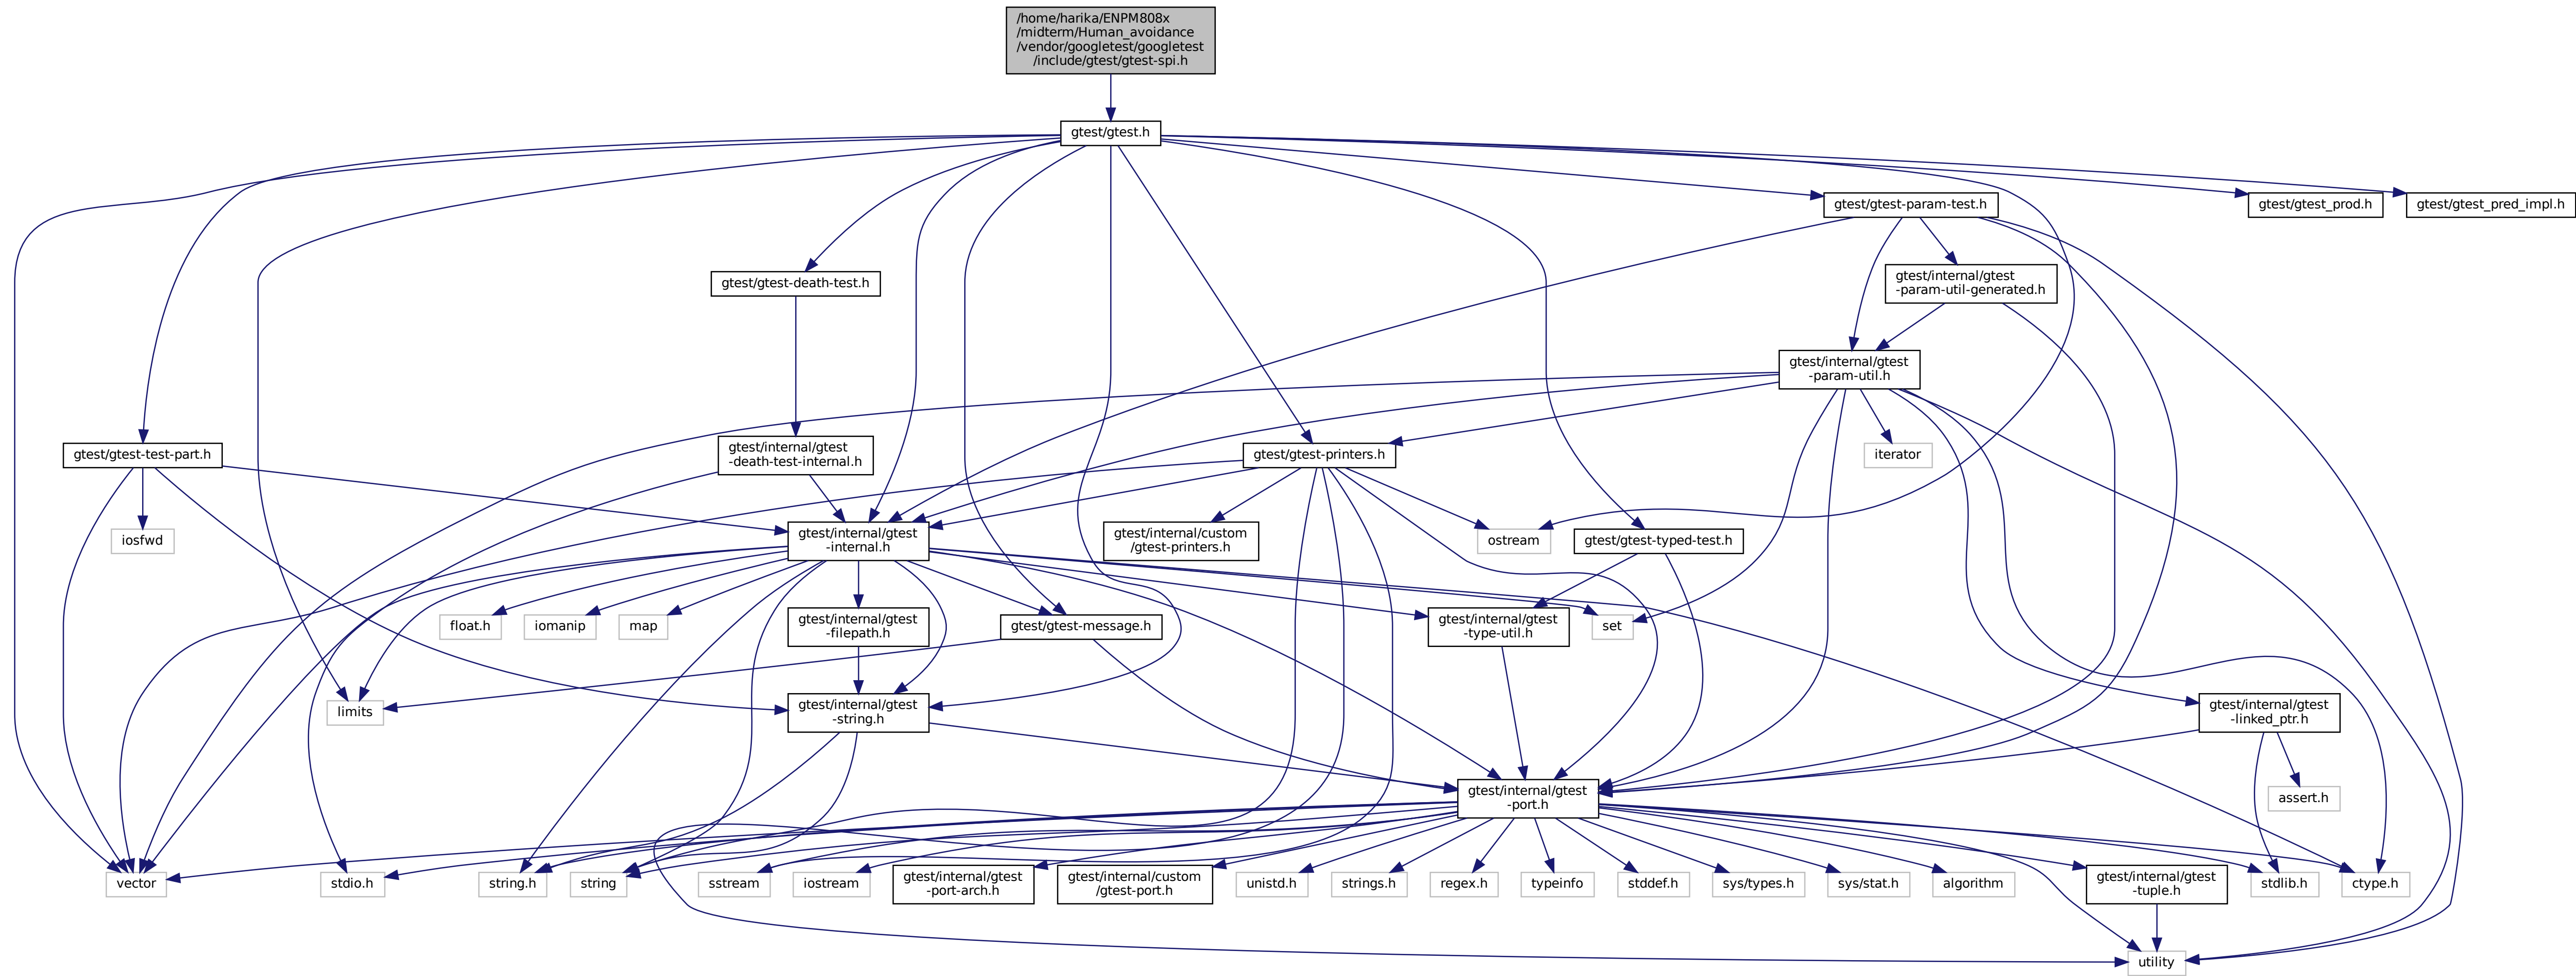 /home/harika/ENPM808x
/midterm/Human_avoidance
/vendor/googletest/googletest
/include/gtest/gtest-spi.h
gtest/gtest.h
gtest/gtest-param-test.h
gtest/gtest_prod.h
gtest/gtest_pred_impl.h
gtest/gtest-death-test.h
gtest/internal/gtest
-param-util-generated.h
gtest/internal/gtest
-param-util.h
gtest/gtest-test-part.h
gtest/internal/gtest
-death-test-internal.h
gtest/gtest-printers.h
iterator
iosfwd
gtest/internal/gtest
-internal.h
gtest/internal/custom
/gtest-printers.h
ostream
gtest/gtest-typed-test.h
float.h
iomanip
map
gtest/internal/gtest
-filepath.h
gtest/gtest-message.h
gtest/internal/gtest
-type-util.h
set
limits
gtest/internal/gtest
-string.h
gtest/internal/gtest
-linked_ptr.h
gtest/internal/gtest
-port.h
assert.h
vector
stdio.h
string.h
string
sstream
iostream
gtest/internal/gtest
-port-arch.h
gtest/internal/custom
/gtest-port.h
unistd.h
strings.h
regex.h
typeinfo
stddef.h
sys/types.h
sys/stat.h
algorithm
gtest/internal/gtest
-tuple.h
stdlib.h
ctype.h
utility